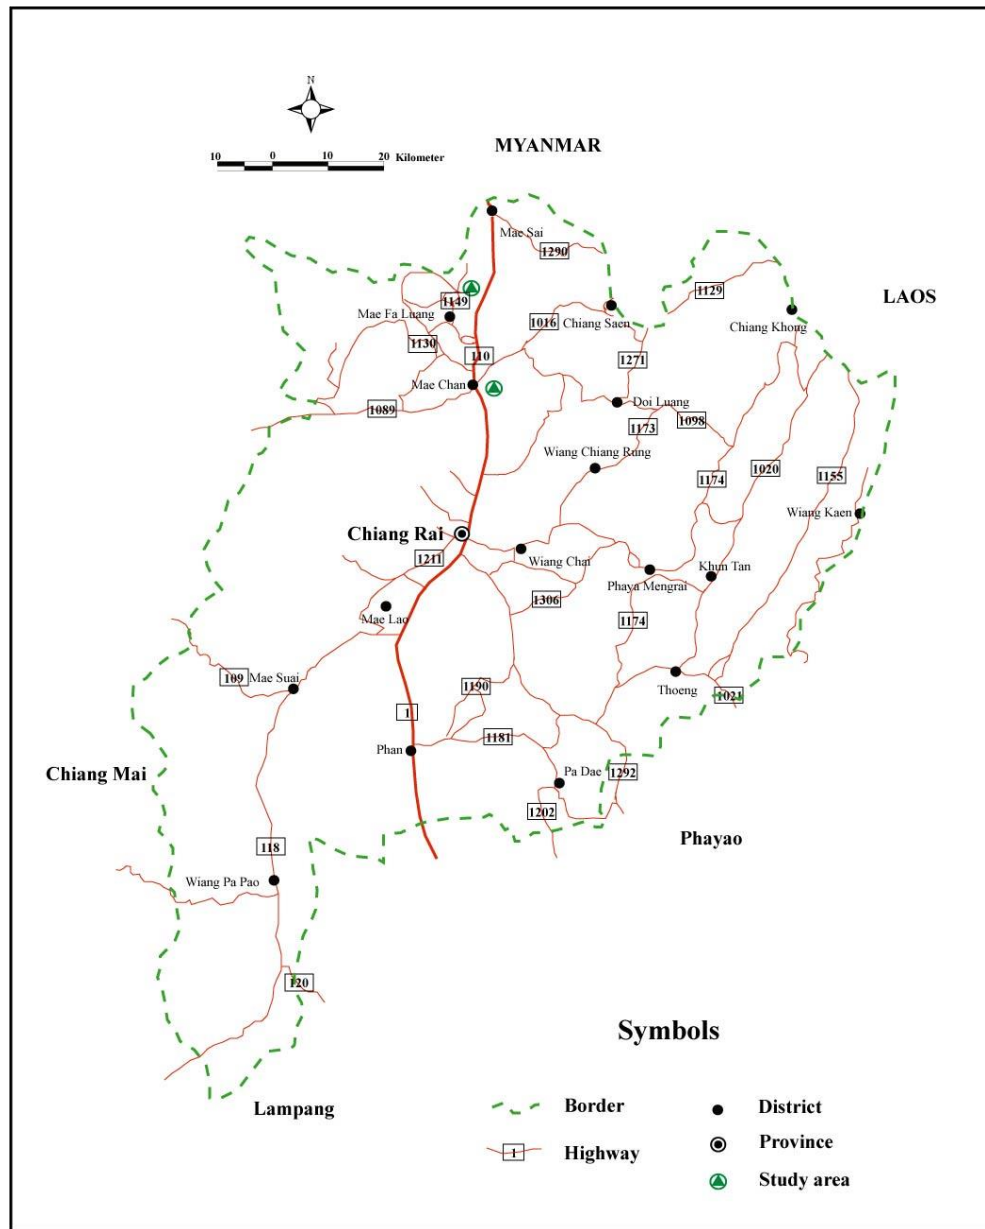 N
10 0 10 20 Kilometer
MYANMAR
Mae Sai
1290
1129
LAOS
1149
Mae Fa Luang
Chiang Saen
Chiang Khong
1016
1130
110
1271
Mae Chan
Doi Luang
1089
1098
1173
Wiang Chiang Rung
1174
1020
1155
Wiang Kaen
Chiang Rai
1211
Wiang Chai
Khun Tan
Phaya Mengrai
1306
Mae Lao
1174
109
Mae Suai
1190
Thoeng
1021
1
1181
Phan
Chiang Mai
Pa Dae
1292
1202
Phayao
118
Wiang Pa Pao
120
Symbols
Lampang
Border
District
1
Highway
Province
Study area